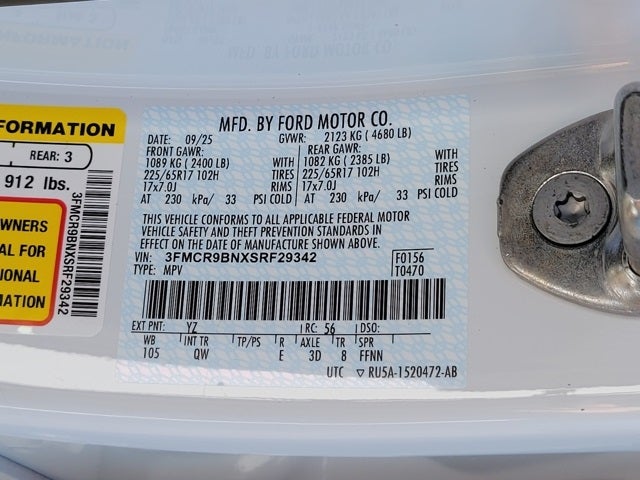 MFD. BY FORD MOTOR CO.
FORMATION
REAR: 3
912 lbs.
WNERS
AL FOR
IONAL
MATION
3FMCR9BNXSRF29342
MFD. BY FORD MOTOR CO.
DATE: 09/25 GVWR: 2123 KG ( 4680 LB)
FRONT GAWR: REAR GAWR:
1089 KG ( 2400 LB) WITH 1082 KG ( 2385 LB) WITH
225/65R17 102H TIRES 225/65R17 102H TIRES
17x7.0J RIMS 17x7.0J RIMS
AT 230 kPa/ 33 PSI COLD AT 230 kPa/ 33 PSI COLD
THIS VEHICLE CONFORMS TO ALL APPLICABLE FEDERAL MOTOR
VEHICLE SAFETY AND THEFT PREVENTION STANDARDS IN
EFFECT ON THE DATE OF MANUFACTURE SHOWN ABOVE.
VIN: 3FMCR9BNXSRF29342 F0156
TYPE: MPV T0470
EXT PNT: YZ RC: 56 DSO:
WB INT TR TP/PS R AXLE TR SPR
105 QW E 3D 8 FFNN
UTC ▽ RU5A-1520472-AB